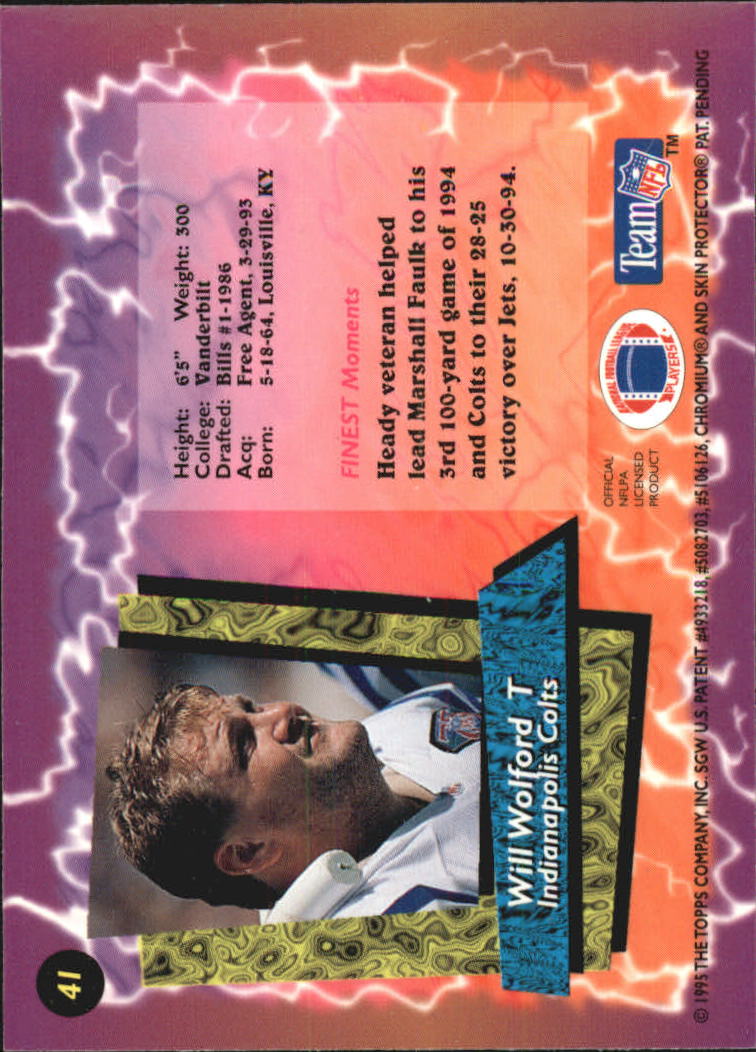 41
Will Wolford T
Indianapolis Colts
Height: 6'5" Weight: 300
College: Vanderbilt
Drafted: Bills #1-1986
Acq: Free Agent, 3-29-93
Born: 5-18-64, Louisville, KY
FINEST Moments
Heady veteran helped
lead Marshall Faulk to his
3rd 100-yard game of 1994
and Colts to their 28-25
victory over Jets, 10-30-94.
OFFICIAL
NFLPA
LICENSED
PRODUCT
NATIONAL FOOTBALL LEAGUE
PLAYERS
Team NFL TM
© 1995 THE TOPPS COMPANY, INC. SGW U.S. PATENT #4933218, #5082703, #5106126, CHROMIUM® AND SKIN PROTECTOR® PAT. PENDING